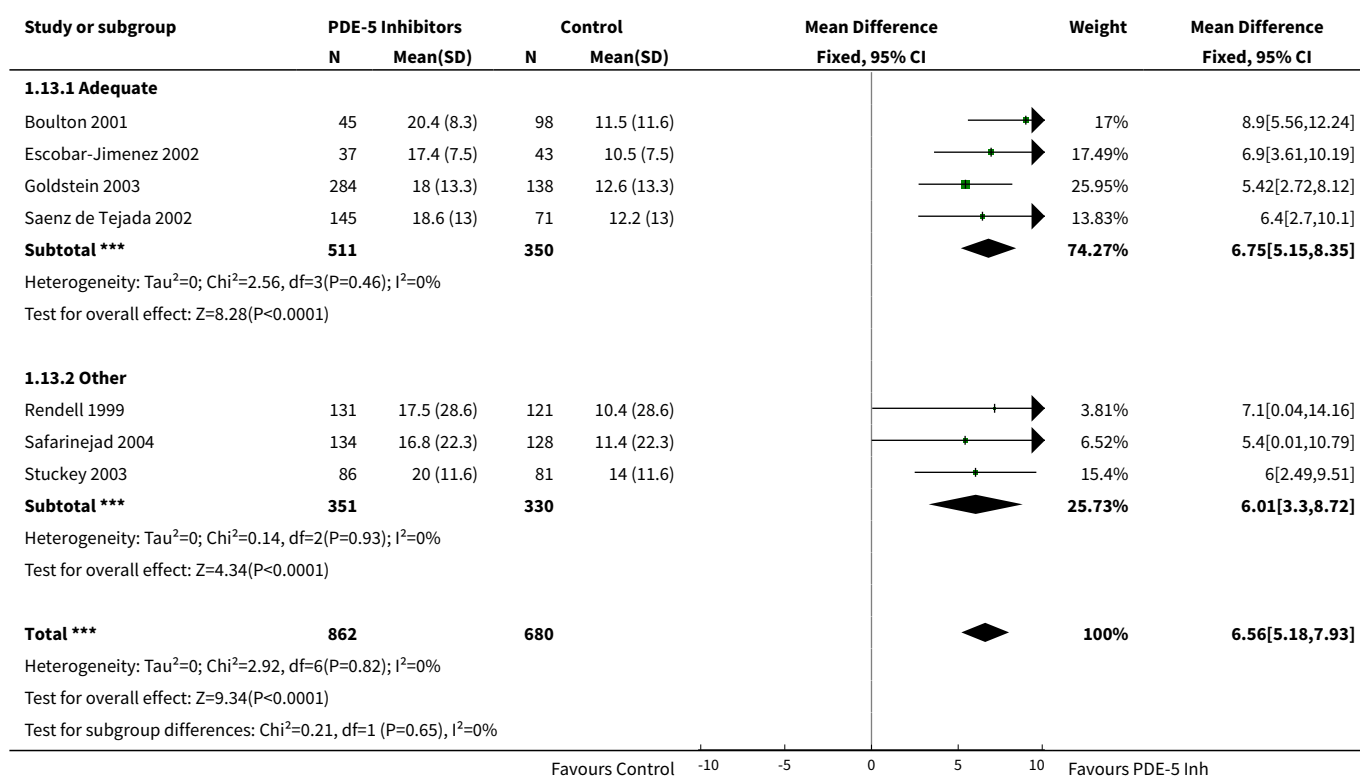 Study or subgroup PDE-5 Inhibitors Control Mean Difference Weight Mean Difference
N Mean(SD) N Mean(SD) Fixed, 95% CI Fixed, 95% CI
1.13.1 Adequate
Boulton 2001 45 20.4 (8.3) 98 11.5 (11.6) 17% 8.9[5.56,12.24]
Escobar-Jimenez 2002 37 17.4 (7.5) 43 10.5 (7.5) 17.49% 6.9[3.61,10.19]
Goldstein 2003 284 18 (13.3) 138 12.6 (13.3) 25.95% 5.42[2.72,8.12]
Saenz de Tejada 2002 145 18.6 (13) 71 12.2 (13) 13.83% 6.4[2.7,10.1]
Subtotal *** 511 350 74.27% 6.75[5.15,8.35]
Heterogeneity: Tau²=0; Chi²=2.56, df=3(P=0.46); I²=0%
Test for overall effect: Z=8.28(P<0.0001)
1.13.2 Other
Rendell 1999 131 17.5 (28.6) 121 10.4 (28.6) 3.81% 7.1[0.04,14.16]
Safarinejad 2004 134 16.8 (22.3) 128 11.4 (22.3) 6.52% 5.4[0.01,10.79]
Stuckey 2003 86 20 (11.6) 81 14 (11.6) 15.4% 6[2.49,9.51]
Subtotal *** 351 330 25.73% 6.01[3.3,8.72]
Heterogeneity: Tau²=0; Chi²=0.14, df=2(P=0.93); I²=0%
Test for overall effect: Z=4.34(P<0.0001)
Total *** 862 680 100% 6.56[5.18,7.93]
Heterogeneity: Tau²=0; Chi²=2.92, df=6(P=0.82); I²=0%
Test for overall effect: Z=9.34(P<0.0001)
Test for subgroup differences: Chi²=0.21, df=1 (P=0.65), I²=0%
Favours Control -10 -5 0 5 10 Favours PDE-5 Inh